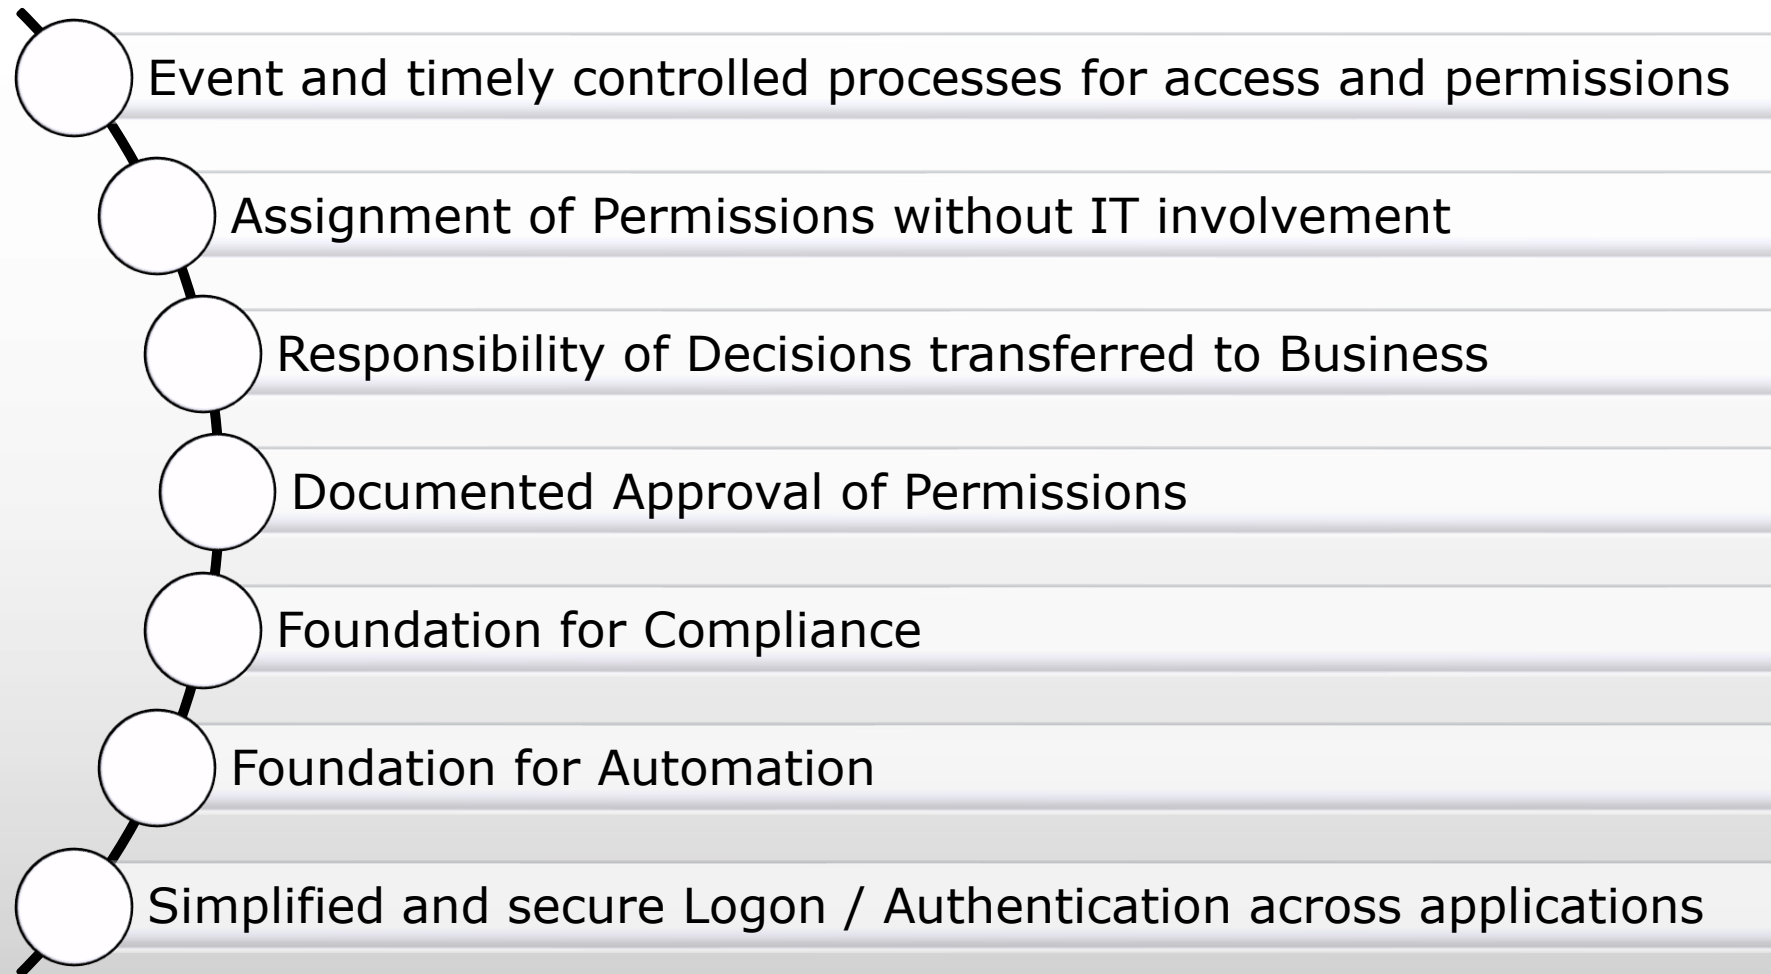 Event and timely controlled processes for access and permissions
Assignment of Permissions without IT involvement
Responsibility of Decisions transferred to Business
Documented Approval of Permissions
Foundation for Compliance
Foundation for Automation
Simplified and secure Logon / Authentication across applications